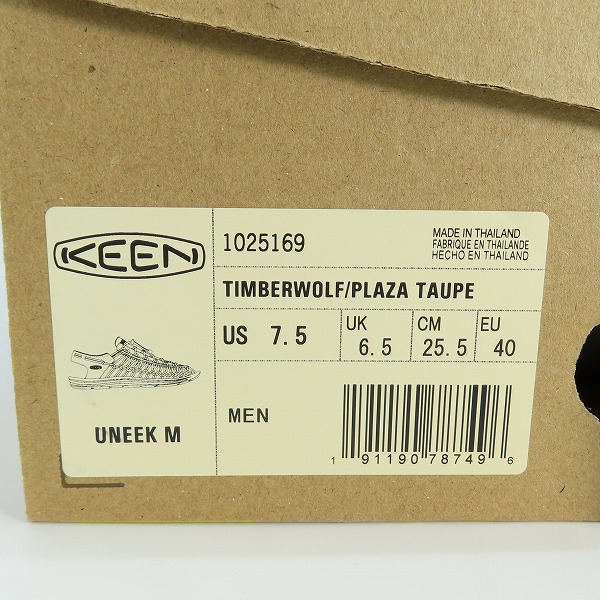 KEEN
UNEEK M
1025169
MADE IN THAILAND
FABRIQUE EN THAILANDE
HECHO EN THAILAND
TIMBERWOLF/PLAZA TAUPE
US 7.5
UK 6.5
CM 25.5
EU 40
MEN
1 91190 78749 6